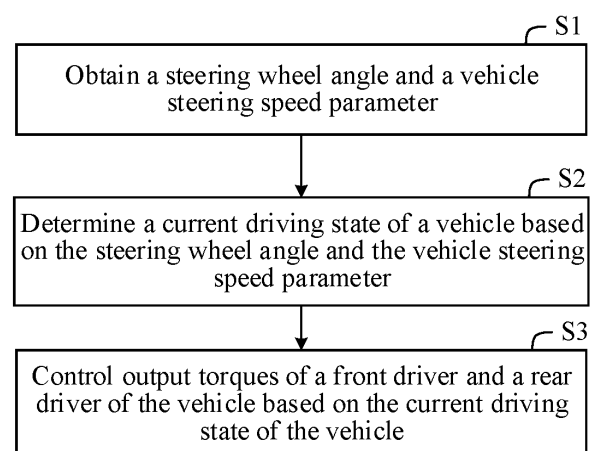 S1
Obtain a steering wheel angle and a vehicle
steering speed parameter
S2
Determine a current driving state of a vehicle based
on the steering wheel angle and the vehicle steering
speed parameter
S3
Control output torques of a front driver and a rear
driver of the vehicle based on the current driving
state of the vehicle